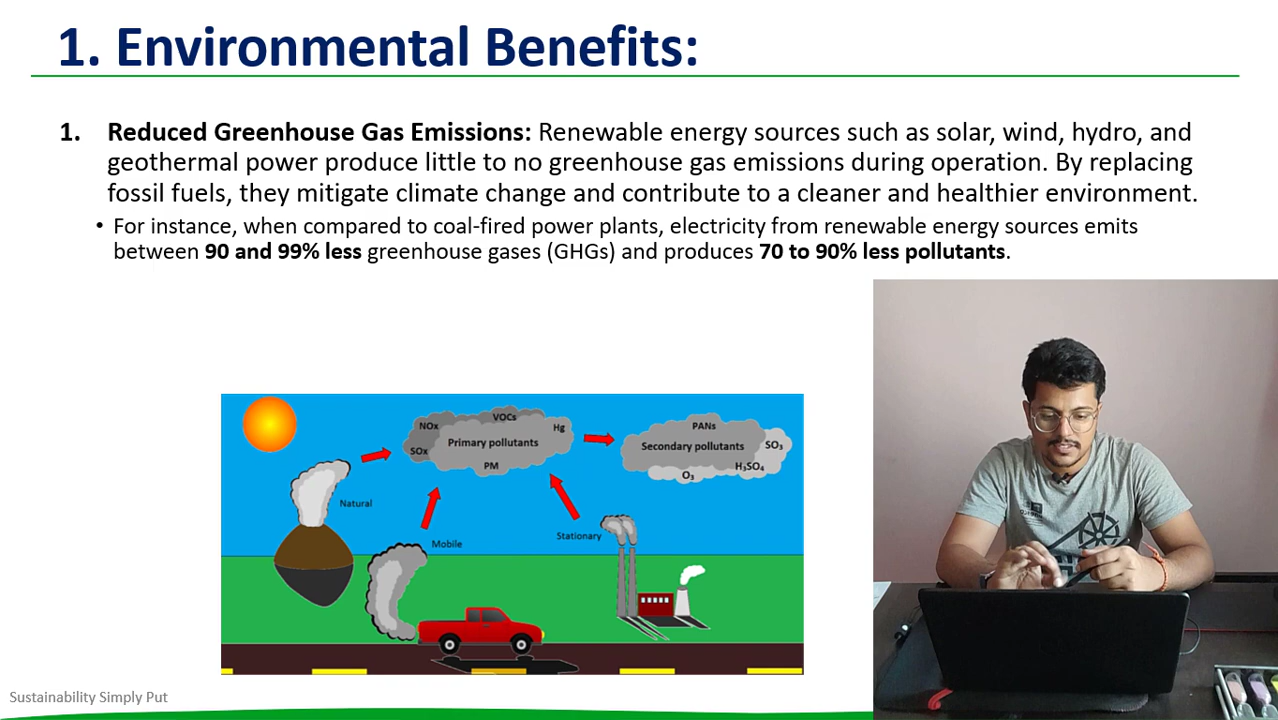 1. Environmental Benefits:
1. Reduced Greenhouse Gas Emissions: Renewable energy sources such as solar, wind, hydro, and
geothermal power produce little to no greenhouse gas emissions during operation. By replacing
fossil fuels, they mitigate climate change and contribute to a cleaner and healthier environment.
• For instance, when compared to coal-fired power plants, electricity from renewable energy sources emits
between 90 and 99% less greenhouse gases (GHGs) and produces 70 to 90% less pollutants.
NOx
VOCs
Hg
Primary pollutants
SOx
PM
PANs
Secondary pollutants
SO₃
H₃SO₄
O₃
Natural
Mobile
Stationary
Sustainability Simply Put